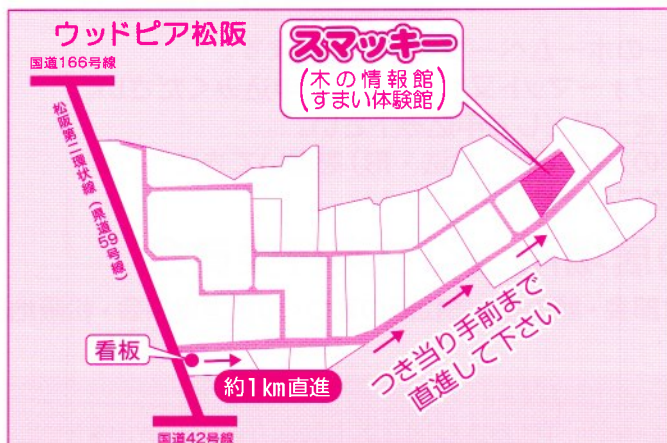 ウッドピア松阪
国道166号線
スマッキー
(木の情報館
すまい体験館)
松阪第二環状線(県道59号線)
看板
約1km直進
つき当り手前まで
直進して下さい
国道42号線